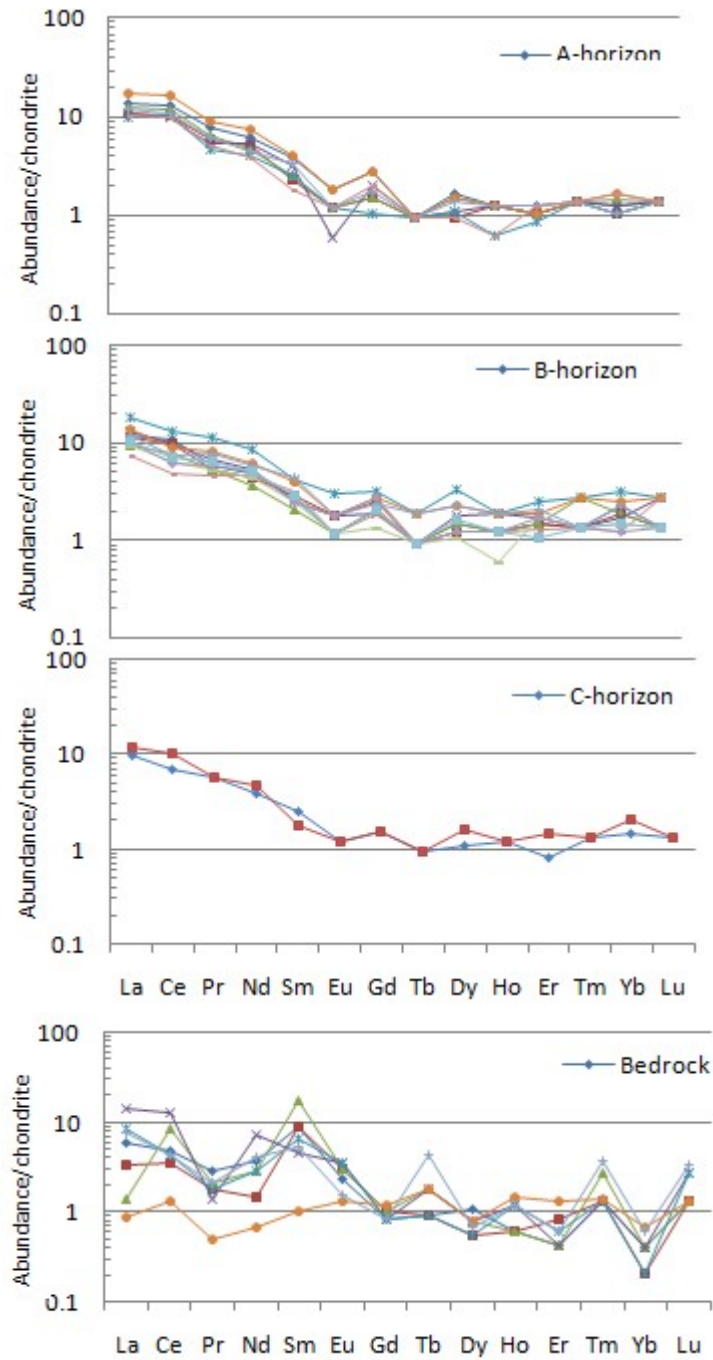 100
10
1
0.1
Abundance/chondrite
A-horizon
100
10
1
0.1
Abundance/chondrite
B-horizon
100
10
1
0.1
Abundance/chondrite
C-horizon
La Ce Pr Nd Sm Eu Gd Tb Dy Ho Er Tm Yb Lu
100
10
1
0.1
Abundance/chondrite
Bedrock
La Ce Pr Nd Sm Eu Gd Tb Dy Ho Er Tm Yb Lu